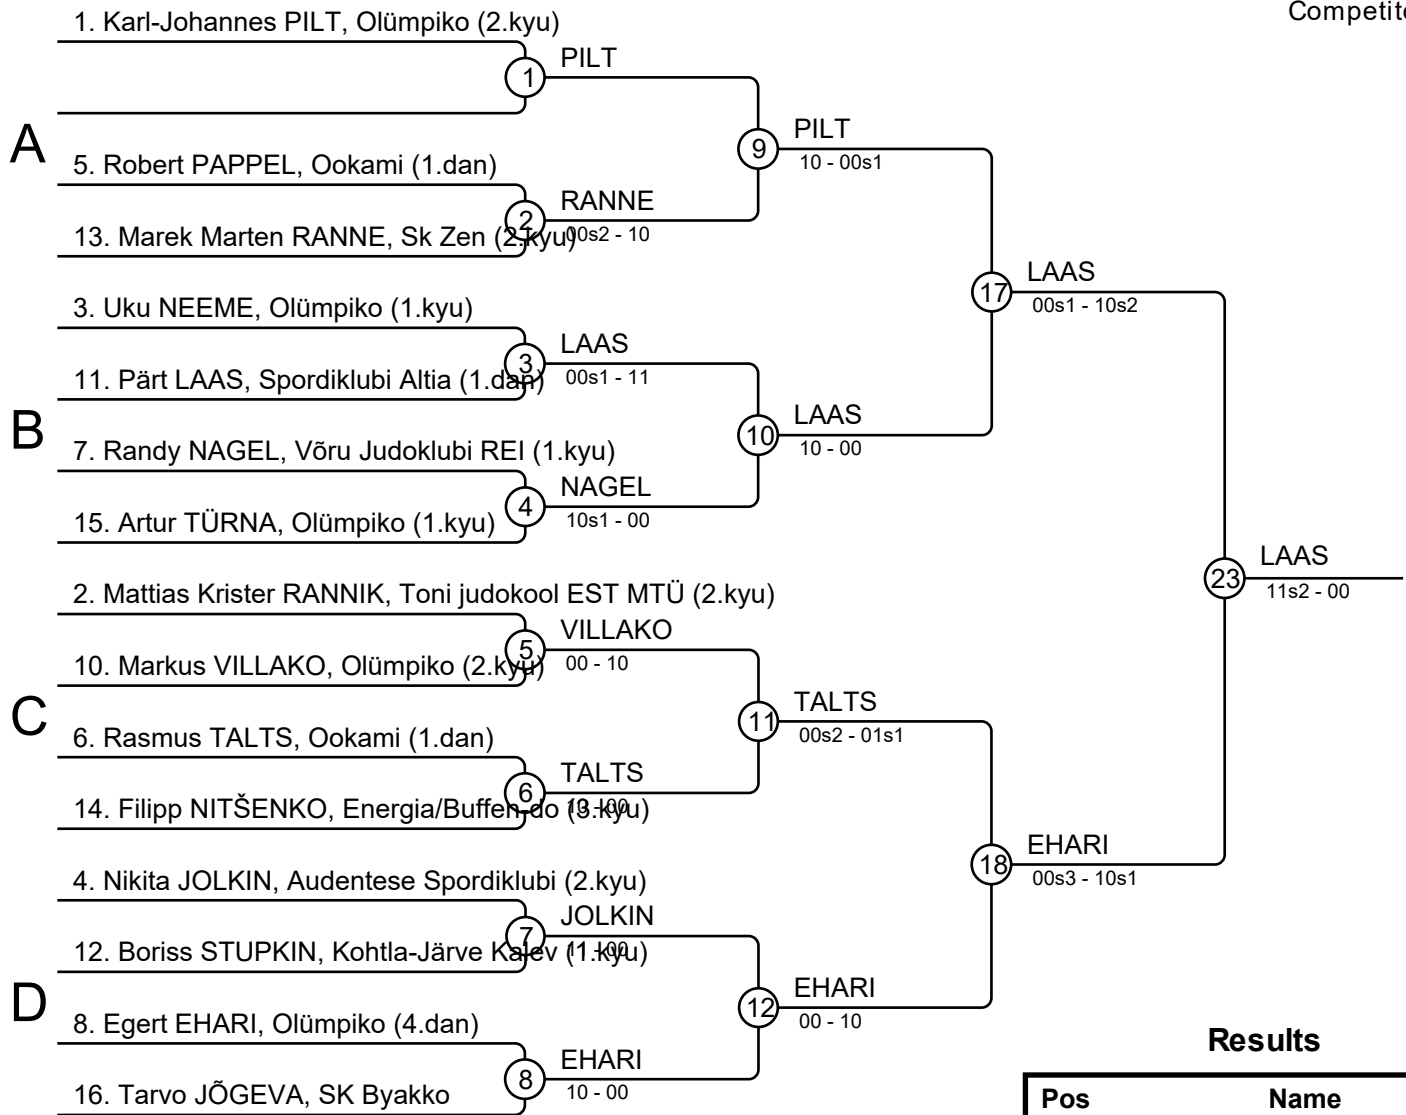 Competito
1. Karl-Johannes PILT, Olümpiko (2.kyu)
1
PILT
A
5. Robert PAPPEL, Ookami (1.dan)
9
PILT
10 - 00s1
2
RANNE
00s2 - 10
13. Marek Marten RANNE, Sk Zen (2.kyu)
3. Uku NEEME, Olümpiko (1.kyu)
17
LAAS
00s1 - 10s2
3
LAAS
00s1 - 11
11. Pärt LAAS, Spordiklubi Altia (1.dan)
B
10
LAAS
10 - 00
7. Randy NAGEL, Võru Judoklubi REI (1.kyu)
4
NAGEL
10s1 - 00
15. Artur TÜRNA, Olümpiko (1.kyu)
23
LAAS
11s2 - 00
2. Mattias Krister RANNIK, Toni judokool EST MTÜ (2.kyu)
5
VILLAKO
00 - 10
10. Markus VILLAKO, Olümpiko (2.kyu)
C
11
TALTS
00s2 - 01s1
6. Rasmus TALTS, Ookami (1.dan)
6
TALTS
14. Filipp NITŠENKO, Energia/Buffen-do (3.kyu)
18
EHARI
00s3 - 10s1
4. Nikita JOLKIN, Audentese Spordiklubi (2.kyu)
7
JOLKIN
12. Boriss STUPKIN, Kohtla-Järve Kalev (1.kyu)
D
12
EHARI
00 - 10
8. Egert EHARI, Olümpiko (4.dan)
8
EHARI
10 - 00
16. Tarvo JÕGEVA, SK Byakko
Results
Pos Name